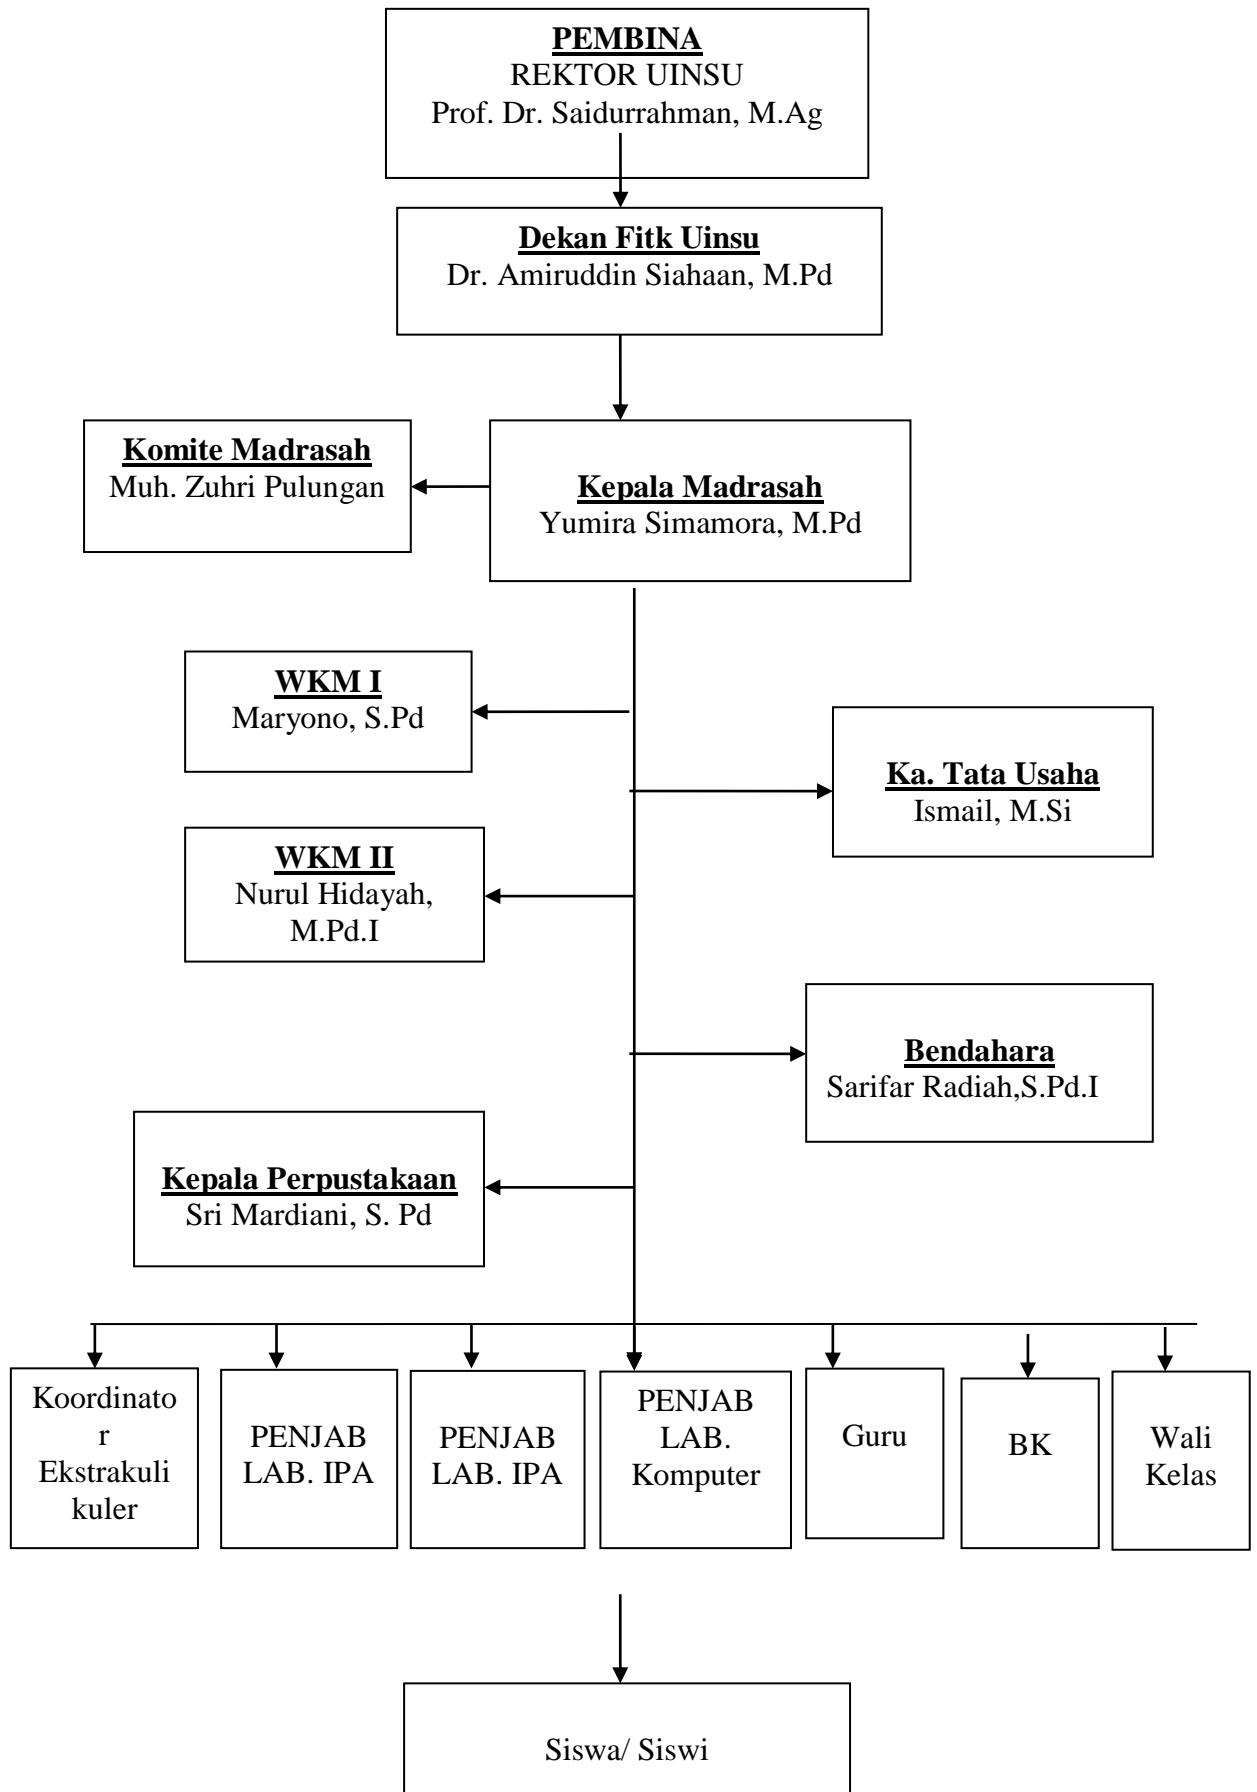 PEMBINA
REKTOR UINSU
Prof. Dr. Saidurrahman, M.Ag
Dekan Fitk Uinsu
Dr. Amiruddin Siahaan, M.Pd
Komite Madrasah
Muh. Zuhri Pulungan
Kepala Madrasah
Yumira Simamora, M.Pd
WKM I
Maryono, S.Pd
Ka. Tata Usaha
Ismail, M.Si
WKM II
Nurul Hidayah,
M.Pd.I
Bendahara
Sarifar Radiah,S.Pd.I
Kepala Perpustakaan
Sri Mardiani, S. Pd
Koordinato
r
Ekstrakuli
kuler
PENJAB
LAB. IPA
PENJAB
LAB. IPA
PENJAB
LAB.
Komputer
Guru
BK
Wali
Kelas
Siswa/ Siswi